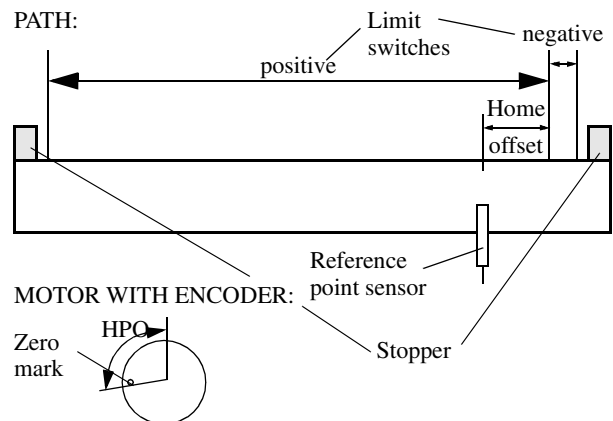 PATH:
Limit
switches
negative
positive
Home
offset
Reference
point sensor
MOTOR WITH ENCODER:
HPO
Zero
mark
Stopper